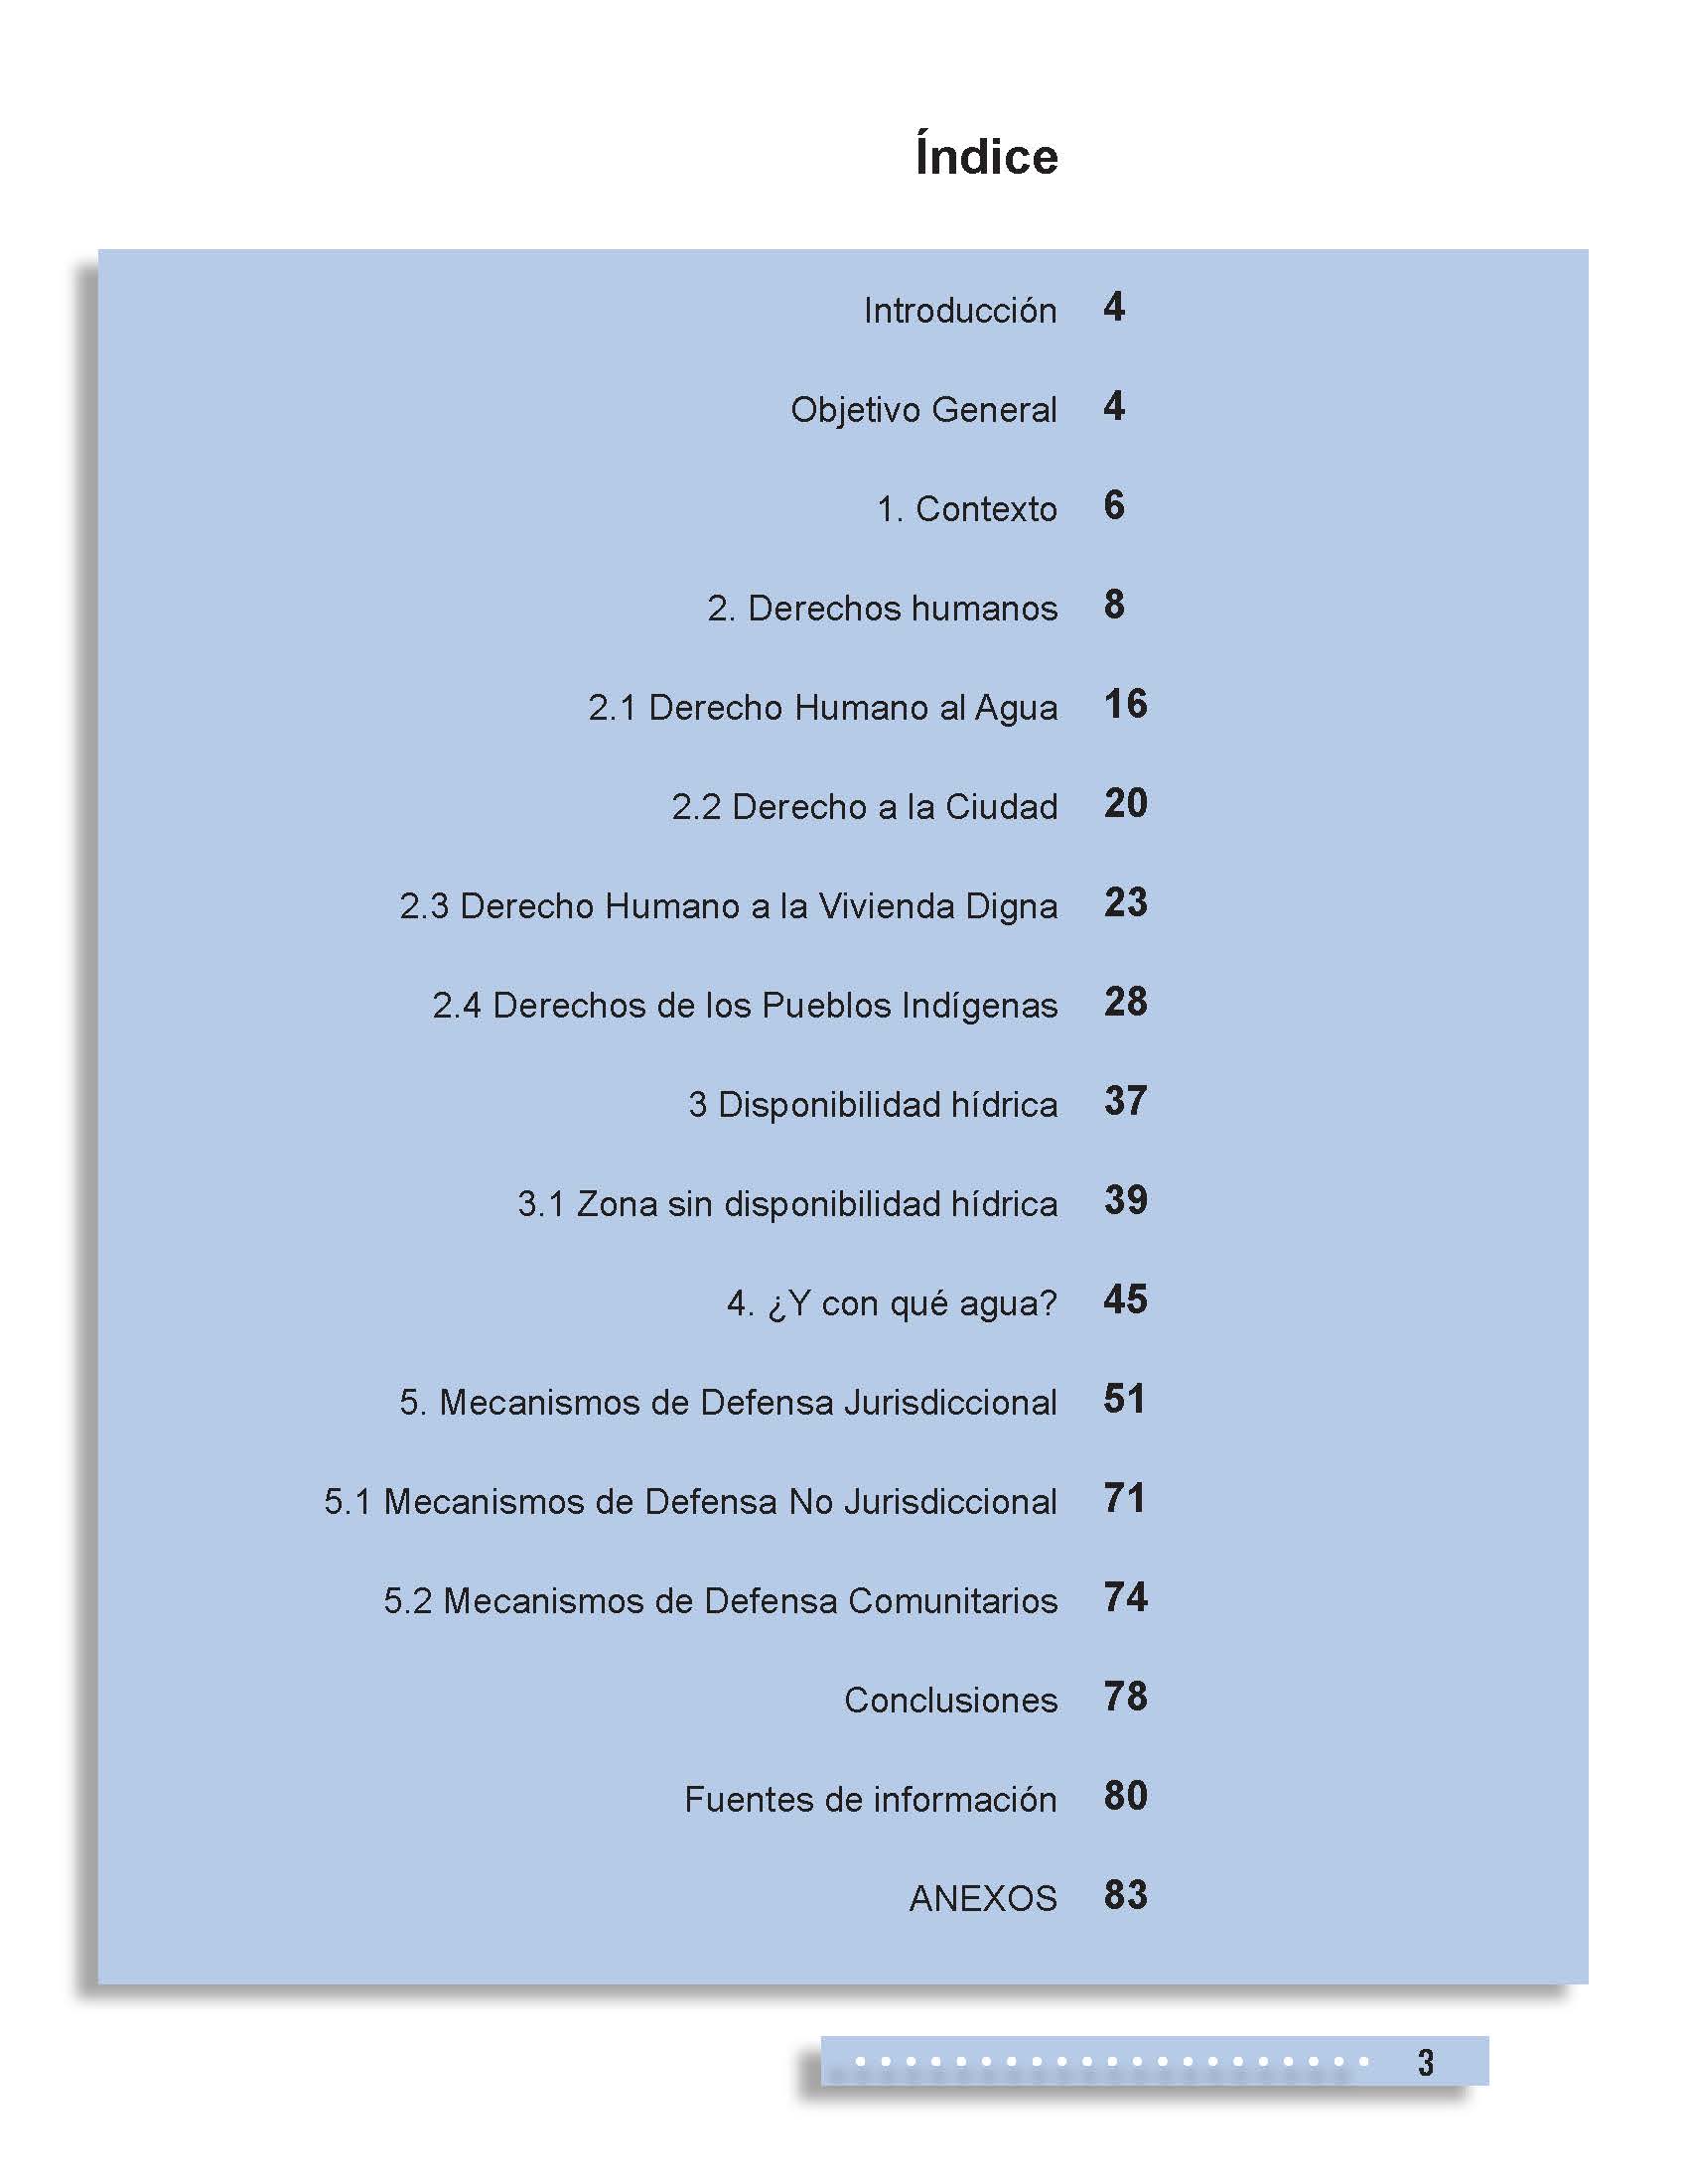 Índice
Introducción 4
Objetivo General 4
1. Contexto 6
2. Derechos humanos 8
2.1 Derecho Humano al Agua 16
2.2 Derecho a la Ciudad 20
2.3 Derecho Humano a la Vivienda Digna 23
2.4 Derechos de los Pueblos Indígenas 28
3 Disponibilidad hídrica 37
3.1 Zona sin disponibilidad hídrica 39
4. ¿Y con qué agua? 45
5. Mecanismos de Defensa Jurisdiccional 51
5.1 Mecanismos de Defensa No Jurisdiccional 71
5.2 Mecanismos de Defensa Comunitarios 74
Conclusiones 78
Fuentes de información 80
ANEXOS 83
3